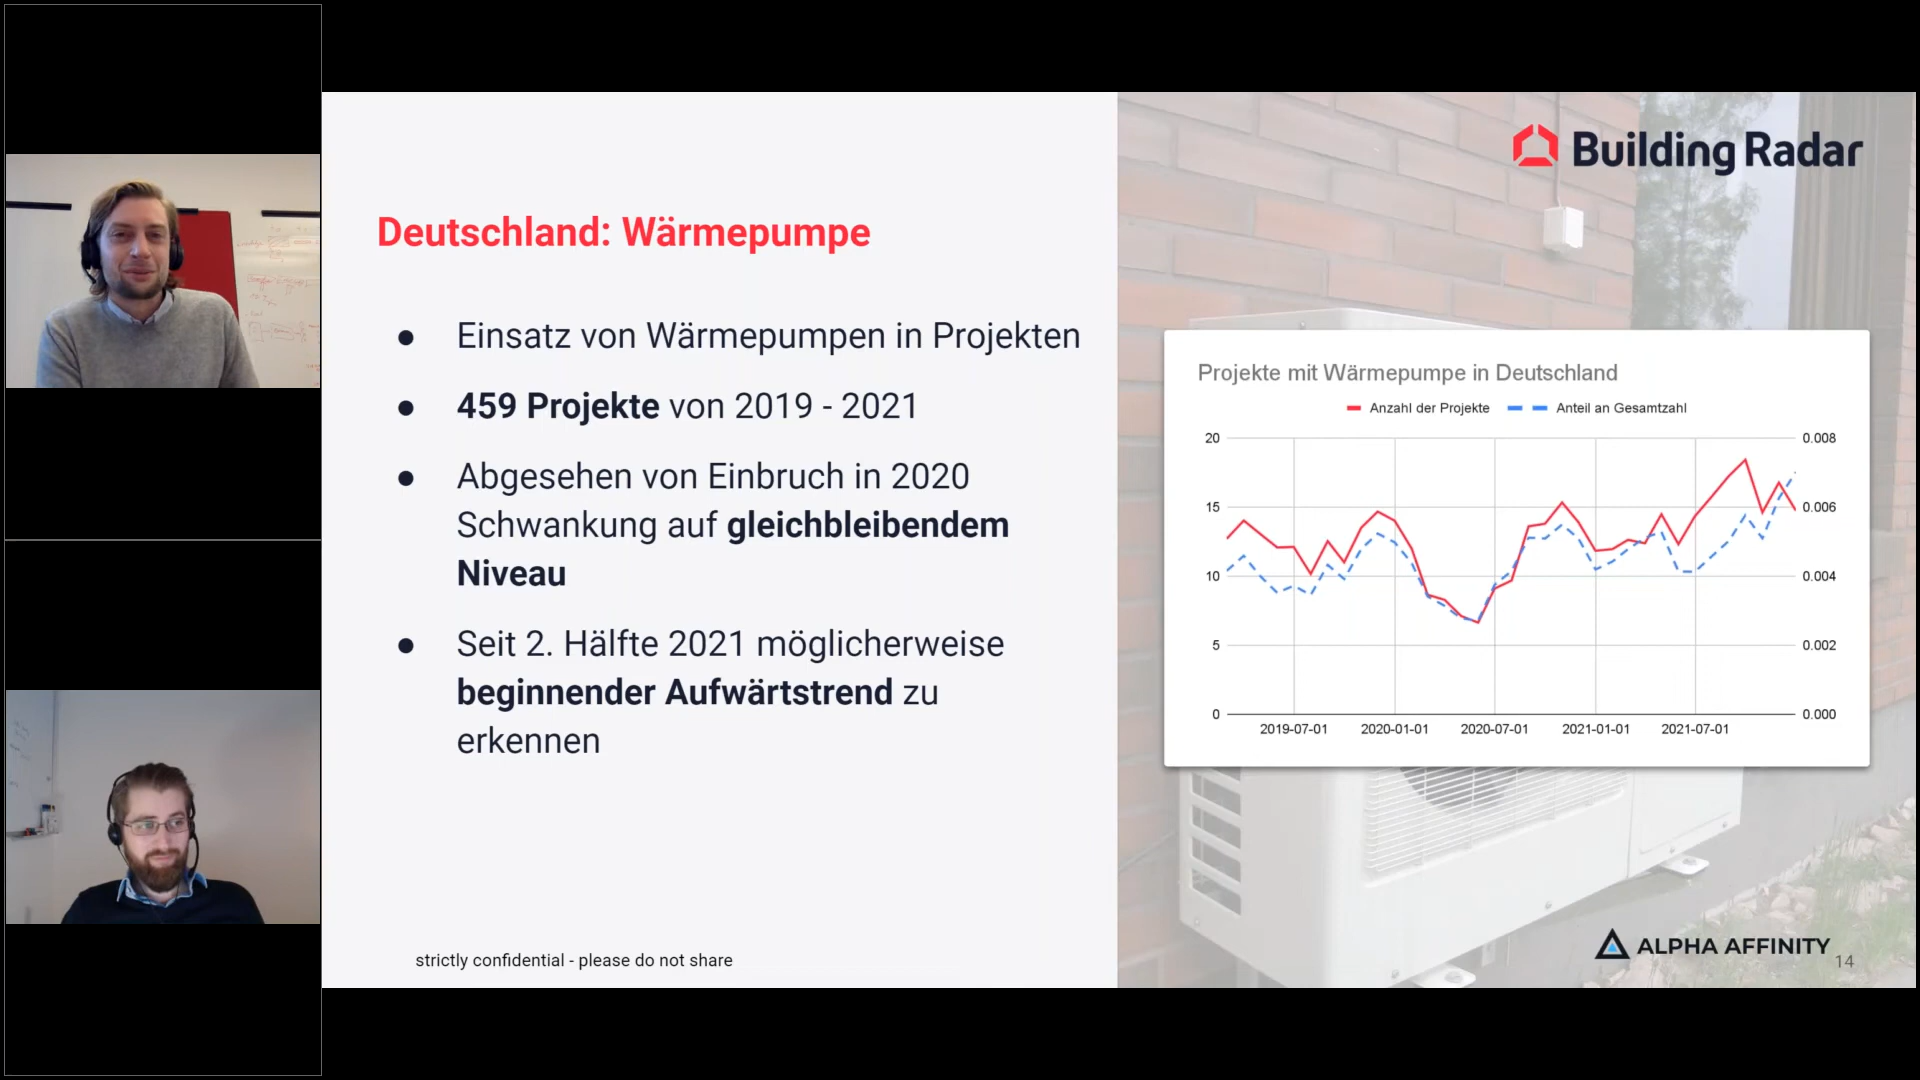 Building Radar
Deutschland: Wärmepumpe
● Einsatz von Wärmepumpen in Projekten
● 459 Projekte von 2019 - 2021
● Abgesehen von Einbruch in 2020
Schwankung auf gleichbleibendem
Niveau
● Seit 2. Hälfte 2021 möglicherweise
beginnender Aufwärtstrend zu
erkennen
Projekte mit Wärmepumpe in Deutschland
Anzahl der Projekte Anteil an Gesamtzahl
20 0.008
15 0.006
10 0.004
5 0.002
0 0.000
2019-07-01 2020-01-01 2020-07-01 2021-01-01 2021-07-01
strictly confidential - please do not share
ALPHA AFFINITY
14